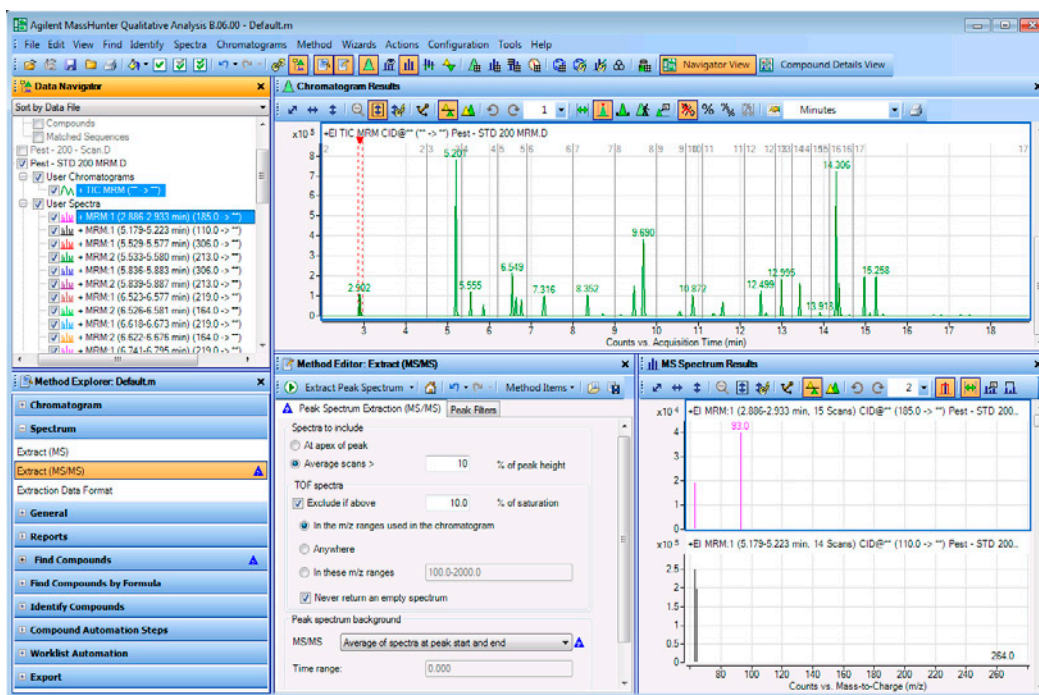 Agilent MassHunter Qualitative Analysis B.06.00 - Default.m
File Edit View Find Identify Spectra Chromatograms Method Wizards Actions Configuration Tools Help
Navigator View Compound Details View
Data Navigator
Sort by Data File
Compounds
Matched Sequences
Pest - 200 - Scan.D
Pest - STD 200 MRM.D
User Chromatograms
+ TIC MRM (** -> **)
User Spectra
+ MRM:1 (2.886-2.933 min) (185.0 -> **)
+ MRM:1 (5.179-5.223 min) (110.0 -> **)
+ MRM:1 (5.529-5.577 min) (306.0 -> **)
+ MRM:2 (5.533-5.580 min) (213.0 -> **)
+ MRM:1 (5.836-5.883 min) (306.0 -> **)
+ MRM:2 (5.839-5.887 min) (213.0 -> **)
+ MRM:1 (6.523-6.577 min) (219.0 -> **)
+ MRM:2 (6.526-6.581 min) (164.0 -> **)
+ MRM:1 (6.618-6.673 min) (219.0 -> **)
+ MRM:2 (6.622-6.676 min) (164.0 -> **)
+ MRM:1 (6.741-6.795 min) (219.0 -> **)
Chromatogram Results
1 Minutes
x10 5 +EI TIC MRM CID@** (** -> **) Pest - STD 200 MRM.D
8
7
6
5
4
3
2
1
0
5.201
14.306
9.690
6.549
2.902
5.555
7.316
8.352
10.872
12.499
12.995
13.918
15.258
3 4 5 6 7 8 9 10 11 12 13 14 15 16 17 18
Counts vs. Acquisition Time (min)
Method Explorer: Default.m
Chromatogram
Spectrum
Extract (MS)
Extract (MS/MS)
Extraction Data Format
General
Reports
Find Compounds
Find Compounds by Formula
Identify Compounds
Compound Automation Steps
Worklist Automation
Export
Method Editor: Extract (MS/MS)
Extract Peak Spectrum Method Items
Peak Spectrum Extraction (MS/MS) Peak Filters
Spectra to include
At apex of peak
Average scans > 10 % of peak height
TOF spectra
Exclude if above 10.0 % of saturation
In the m/z ranges used in the chromatogram
Anywhere
In these m/z ranges 100.0-2000.0
Never return an empty spectrum
Peak spectrum background
MS/MS Average of spectra at peak start and end
Time range: 0.000
MS Spectrum Results
2
x10 4 +EI MRM:1 (2.886-2.933 min, 15 Scans) CID@** (185.0 -> **) Pest - STD 200...
93.0
4
3
2
1
0
x10 5 +EI MRM:1 (5.179-5.223 min, 14 Scans) CID@** (110.0 -> **) Pest - STD 200...
2.5
2
1.5
1
0.5
0
264.0
80 100 120 140 160 180 200 220 240 260
Counts vs. Mass-to-Charge (m/z)